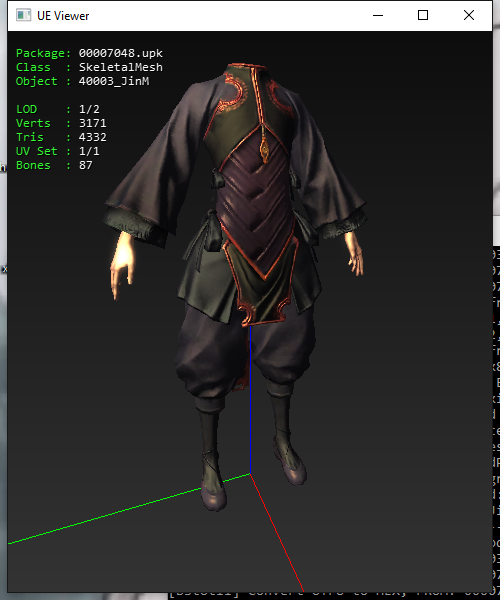 UE Viewer
Package: 00007048.upk
Class : SkeletalMesh
Object : 40003_JinM
LOD : 1/2
Verts : 3171
Tris : 4332
UV Set : 1/1
Bones : 87